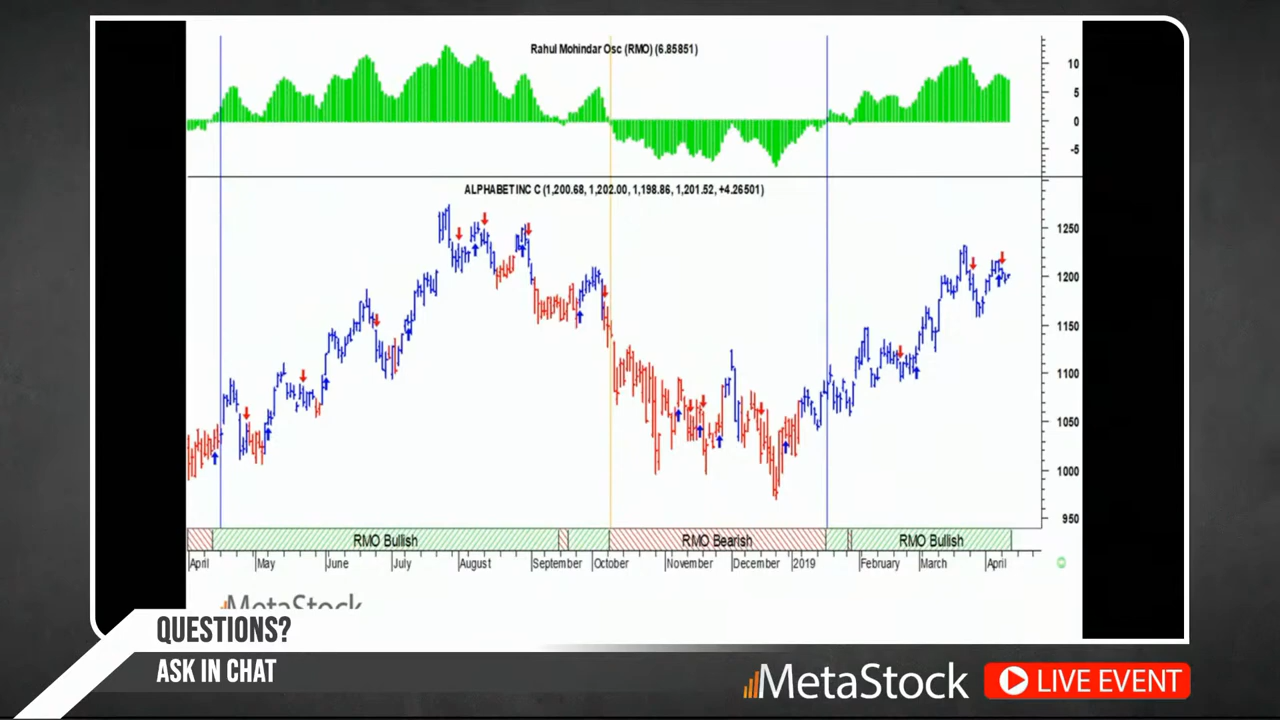 Rahul Mohindar Osc (RMO) (6.85851)
10
5
0
-5
ALPHABET INC C (1,200.68, 1,202.00, 1,198.86, 1,201.52, +4.26501)
1250
1200
1150
1100
1050
1000
950
RMO Bullish RMO Bearish RMO Bullish
April May June July August September October November December 2019 February March April
MetaStock
QUESTIONS?
ASK IN CHAT
MetaStock LIVE EVENT